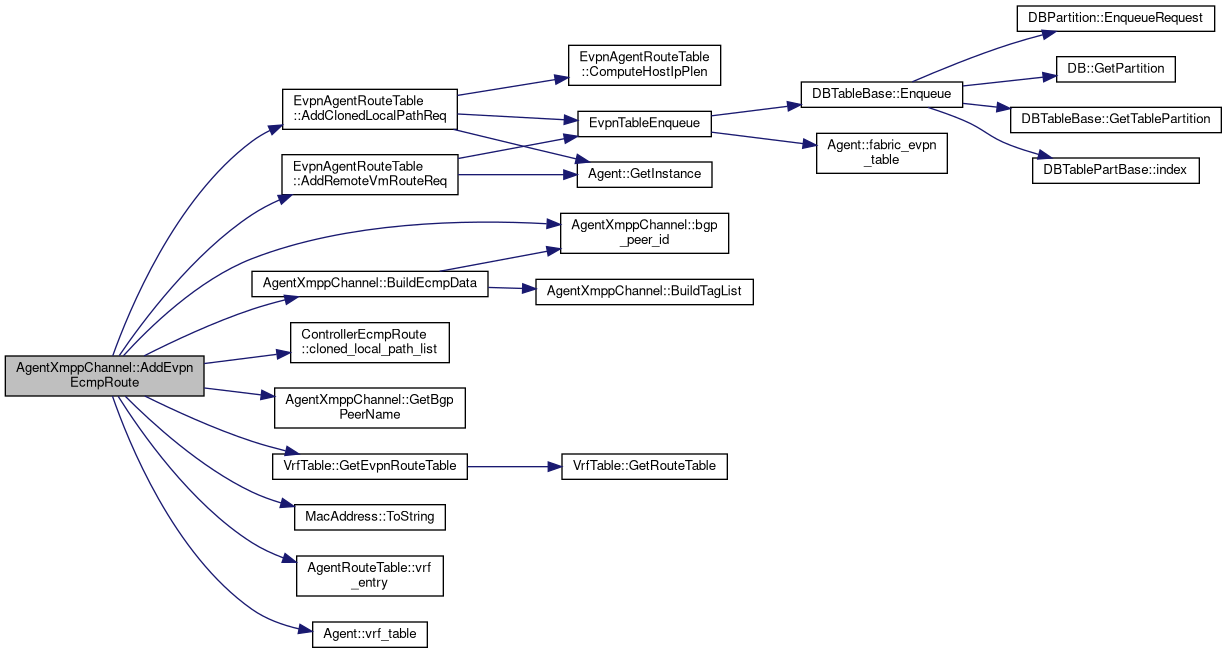 AgentXmppChannel::AddEvpn
EcmpRoute
EvpnAgentRouteTable
::AddClonedLocalPathReq
EvpnAgentRouteTable
::AddRemoteVmRouteReq
AgentXmppChannel::BuildEcmpData
ControllerEcmpRoute
::cloned_local_path_list
AgentXmppChannel::GetBgp
PeerName
VrfTable::GetEvpnRouteTable
MacAddress::ToString
AgentRouteTable::vrf
_entry
Agent::vrf_table
EvpnAgentRouteTable
::ComputeHostIpPlen
EvpnTableEnqueue
Agent::GetInstance
AgentXmppChannel::bgp
_peer_id
AgentXmppChannel::BuildTagList
VrfTable::GetRouteTable
DBTableBase::Enqueue
Agent::fabric_evpn
_table
DBPartition::EnqueueRequest
DB::GetPartition
DBTableBase::GetTablePartition
DBTablePartBase::index